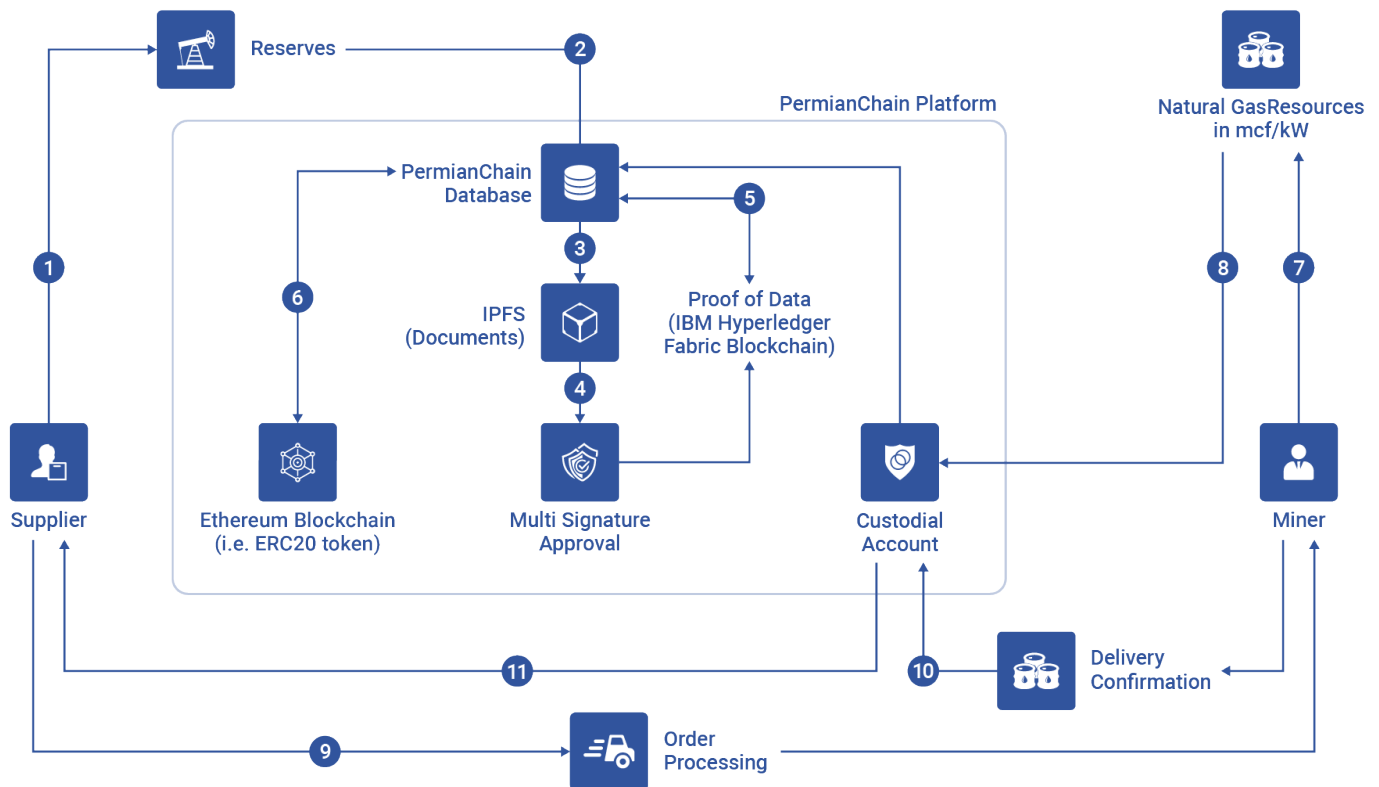 Reserves
2
PermianChain Platform
Natural GasResources
in mcf/kW
PermianChain
Database
5
3
1
8
7
6
IPFS
(Documents)
Proof of Data
(IBM Hyperledger
Fabric Blockchain)
4
Supplier
Ethereum Blockchain
(i.e. ERC20 token)
Multi Signature
Approval
Custodial
Account
Miner
11
10
Delivery
Confirmation
9
Order
Processing